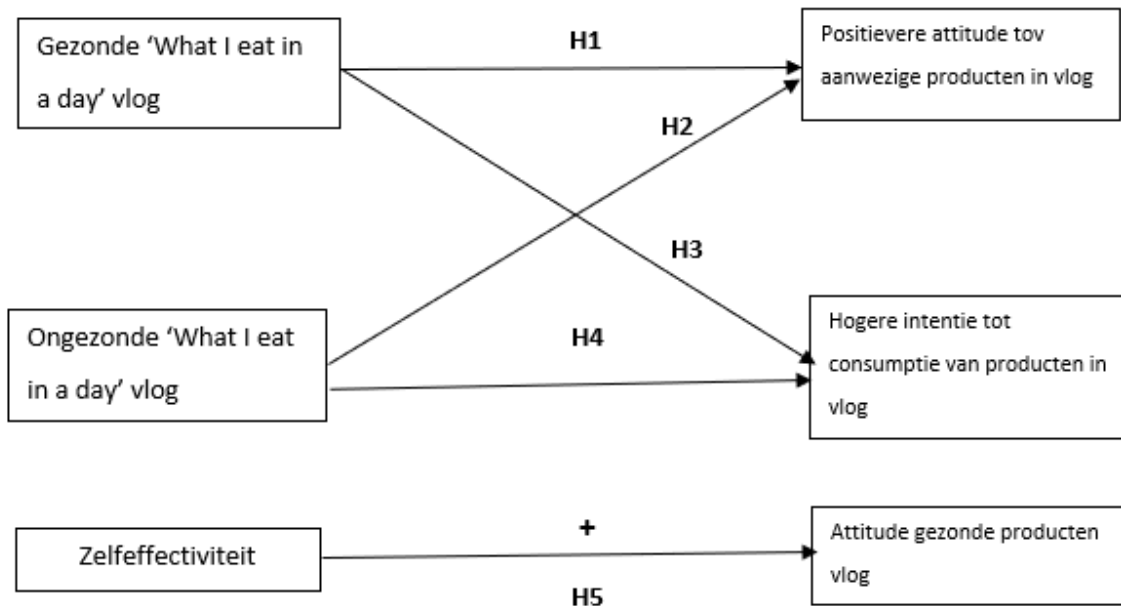 Gezonde ‘What I eat in
a day’ vlog
H1
Positievere attitude tov
aanwezige producten in vlog
H2
H3
Ongezonde ‘What I eat
in a day’ vlog
H4
Hogere intentie tot
consumptie van producten in
vlog
Zelfeffectiviteit
+
H5
Attitude gezonde producten
vlog